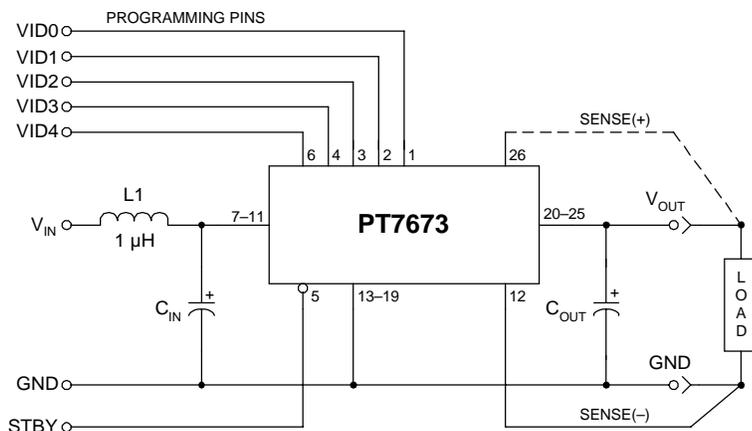 PROGRAMMING PINS
VID0
VID1
VID2
VID3
VID4
6 4 3 2 1
26
SENSE(+)
L1
1 µH
VIN
7–11
PT7673
20–25
VOUT
LOAD
CIN
+
5
13–19
12
COUT
+
GND
GND
STBY
SENSE(–)